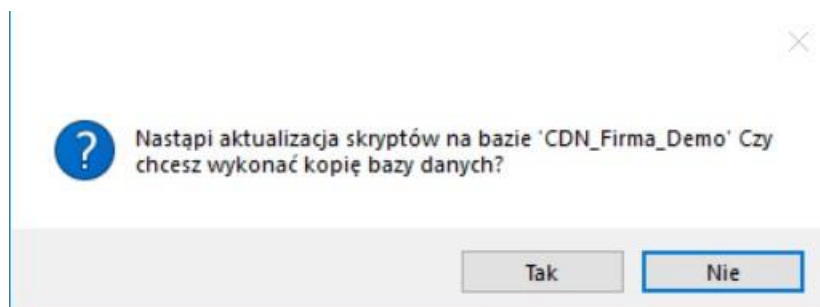 Nastąpi aktualizacja skryptów na bazie 'CDN_Firma_Demo' Czy
chcesz wykonać kopię bazy danych?
Tak Nie